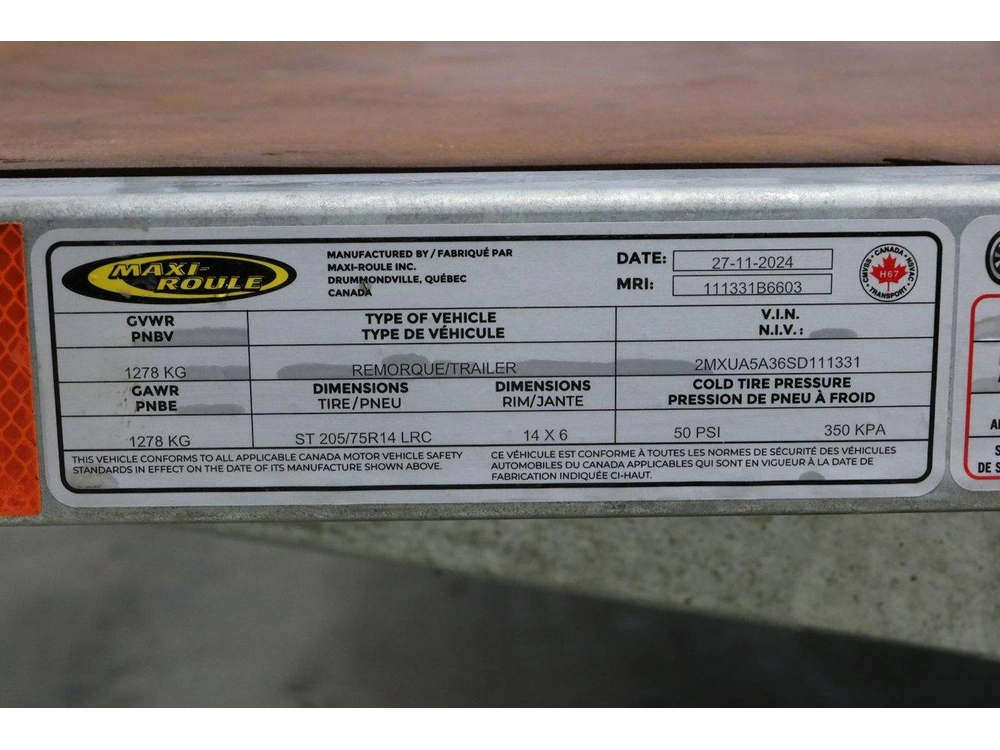 MAXI-
ROULE
MANUFACTURED BY / FABRIQUÉ PAR
MAXI-ROULE INC.
DRUMMONDVILLE, QUÉBEC
CANADA
DATE: 27-11-2024
MRI: 111331B6603
CMVSS • CANADA • NSVAC
H67
TRANSPORT
GVWR
PNBV
1278 KG
TYPE OF VEHICLE
TYPE DE VÉHICULE
REMORQUE/TRAILER
V.I.N.
N.I.V. :
2MXUA5A36SD111331
GAWR
PNBE
1278 KG
DIMENSIONS
TIRE/PNEU
ST 205/75R14 LRC
DIMENSIONS
RIM/JANTE
14 X 6
COLD TIRE PRESSURE
PRESSION DE PNEU À FROID
50 PSI 350 KPA
THIS VEHICLE CONFORMS TO ALL APPLICABLE CANADA MOTOR VEHICLE SAFETY
STANDARDS IN EFFECT ON THE DATE OF ITS MANUFACTURE SHOWN ABOVE.
CE VÉHICULE EST CONFORME À TOUTES LES NORMES DE SÉCURITÉ DES VÉHICULES
AUTOMOBILES DU CANADA APPLICABLES QUI SONT EN VIGUEUR À LA DATE DE
FABRICATION INDIQUÉE CI-HAUT.
DE S